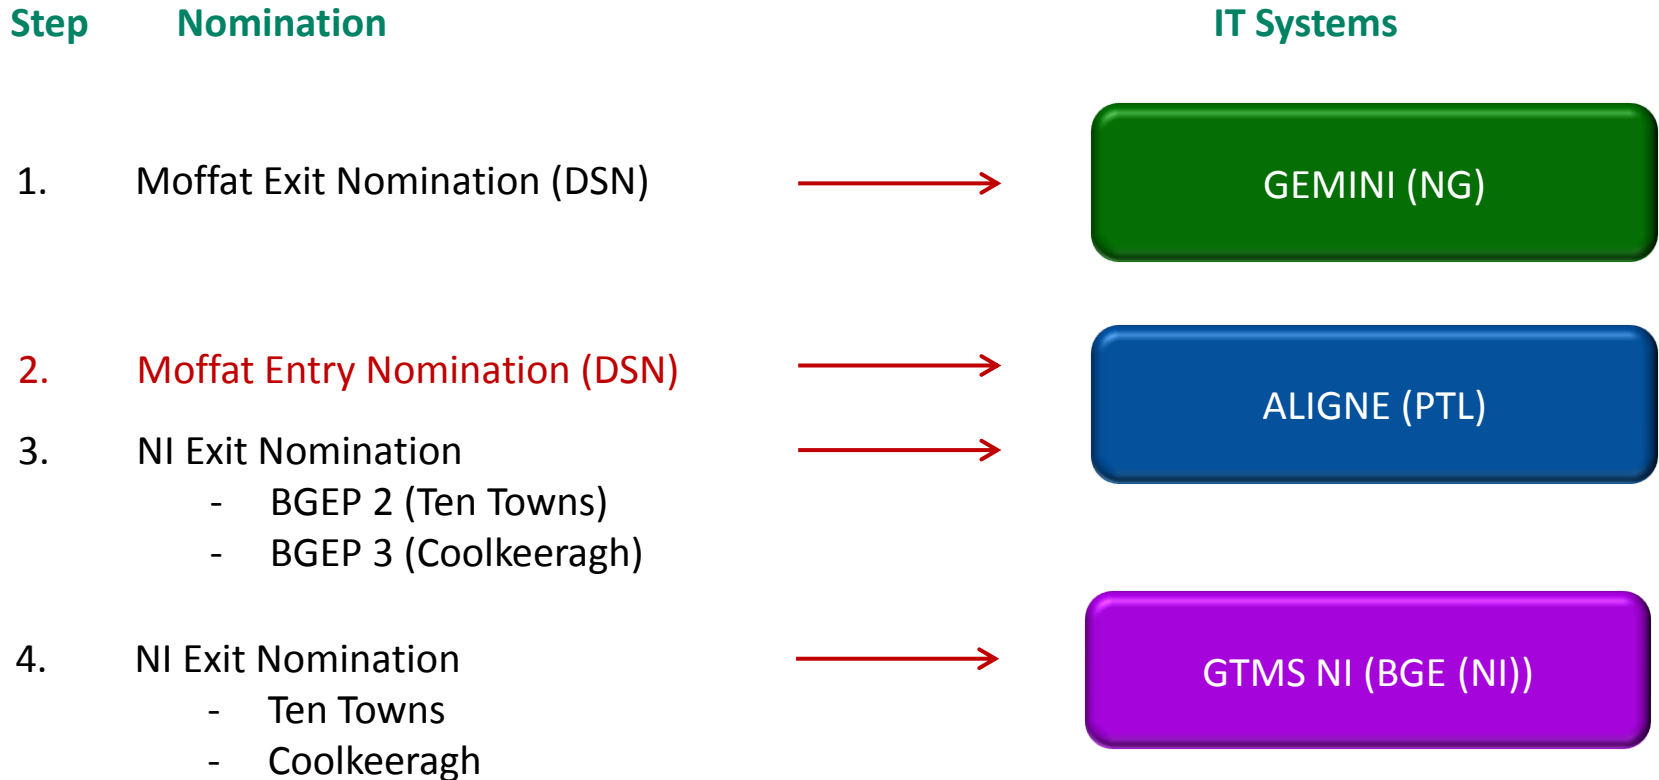 Step Nomination IT Systems
1. Moffat Exit Nomination (DSN) GEMINI (NG)
2. Moffat Entry Nomination (DSN)
ALIGNE (PTL)
3. NI Exit Nomination
- BGEP 2 (Ten Towns)
- BGEP 3 (Coolkeeragh)
4. NI Exit Nomination GTMS NI (BGE (NI))
- Ten Towns
- Coolkeeragh